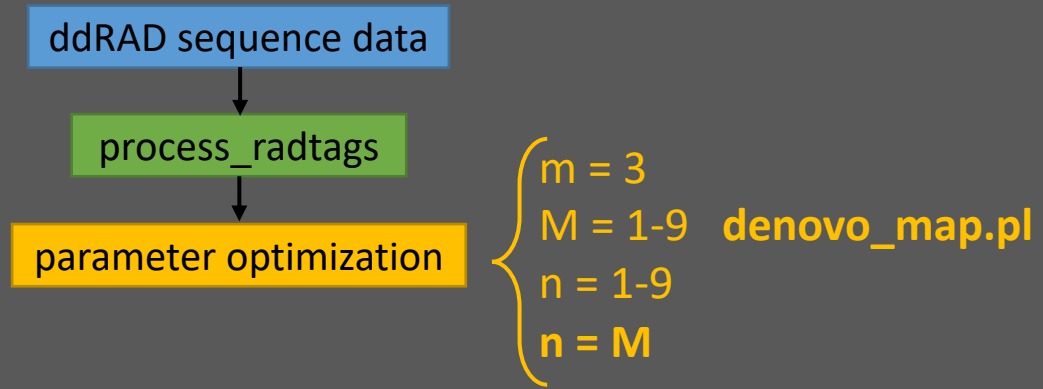 ddRAD sequence data
process_radtags
parameter optimization
m = 3
M = 1-9 denovo_map.pl
n = 1-9
n = M